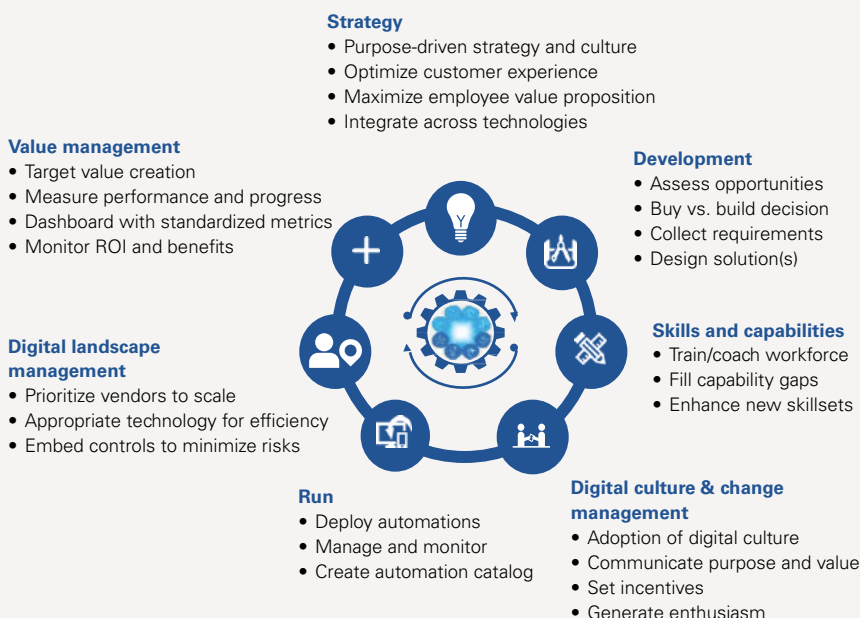 Strategy
• Purpose-driven strategy and culture
• Optimize customer experience
• Maximize employee value proposition
• Integrate across technologies
Value management
• Target value creation
• Measure performance and progress
• Dashboard with standardized metrics
• Monitor ROI and benefits
Development
• Assess opportunities
• Buy vs. build decision
• Collect requirements
• Design solution(s)
Skills and capabilities
• Train/coach workforce
• Fill capability gaps
• Enhance new skillsets
Digital landscape
management
• Prioritize vendors to scale
• Appropriate technology for efficiency
• Embed controls to minimize risks
Run
• Deploy automations
• Manage and monitor
• Create automation catalog
Digital culture & change
management
• Adoption of digital culture
• Communicate purpose and value
• Set incentives
• Generate enthusiasm